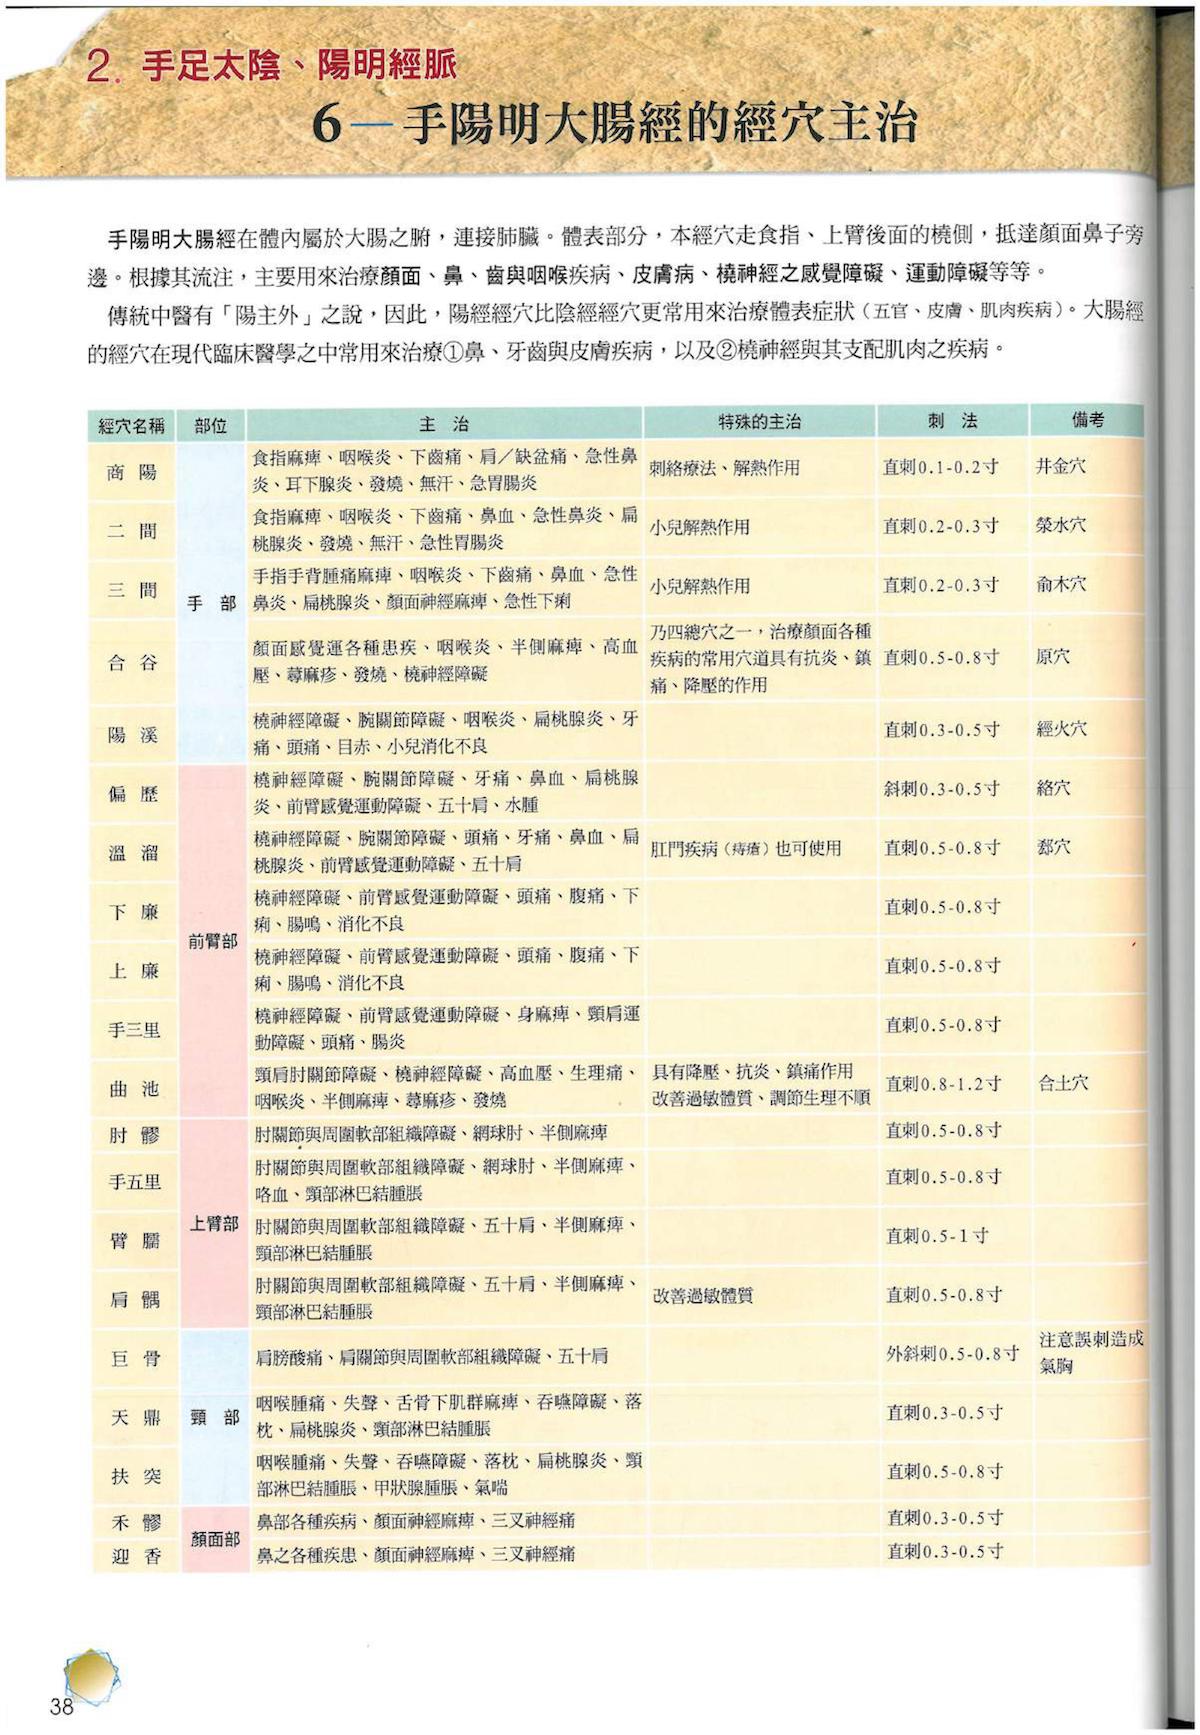 2. 手足太陰、陽明經脈
6—手陽明大腸經的經穴主治
手陽明大腸經在體內屬於大腸之腑，連接肺臟。體表部分，本經穴走食指、上臂後面的橈側，抵達顏面鼻子旁
邊。根據其流注，主要用來治療顏面、鼻、齒與咽喉疾病、皮膚病、橈神經之感覺障礙、運動障礙等等。
傳統中醫有「陽主外」之說，因此，陽經經穴比陰經經穴更常用來治療體表症狀（五官、皮膚、肌肉疾病）。大腸經
的經穴在現代臨床醫學之中常用來治療①鼻、牙齒與皮膚疾病，以及②橈神經與其支配肌肉之疾病。
經穴名稱 部位 主 治 特殊的主治 刺 法 備考
手 部
商 陽
食指麻痺、咽喉炎、下齒痛、肩／缺盆痛、急性鼻
炎、耳下腺炎、發燒、無汗、急胃腸炎
刺絡療法、解熱作用
直刺0.1-0.2寸
井金穴
二 間
食指麻痺、咽喉炎、下齒痛、鼻血、急性鼻炎、扁
桃腺炎、發燒、無汗、急性胃腸炎
小兒解熱作用
直刺0.2-0.3寸
滎水穴
三 間
手指手背腫痛麻痺、咽喉炎、下齒痛、鼻血、急性
鼻炎、扁桃腺炎、顏面神經麻痺、急性下痢
小兒解熱作用
直刺0.2-0.3寸
俞木穴
合 谷
顏面感覺運各種患疾、咽喉炎、半側麻痺、高血
壓、蕁麻疹、發燒、橈神經障礙
乃四總穴之一，治療顏面各種
疾病的常用穴道具有抗炎、鎮
痛、降壓的作用
直刺0.5-0.8寸
原穴
陽 溪
橈神經障礙、腕關節障礙、咽喉炎、扁桃腺炎、牙
痛、頭痛、目赤、小兒消化不良
直刺0.3-0.5寸
經火穴
前臂部
偏 歷
橈神經障礙、腕關節障礙、牙痛、鼻血、扁桃腺
炎、前臂感覺運動障礙、五十肩、水腫
斜刺0.3-0.5寸
絡穴
溫 溜
橈神經障礙、腕關節障礙、頭痛、牙痛、鼻血、扁
桃腺炎、前臂感覺運動障礙、五十肩
肛門疾病（痔瘡）也可使用
直刺0.5-0.8寸
郄穴
下 廉
橈神經障礙、前臂感覺運動障礙、頭痛、腹痛、下
痢、腸鳴、消化不良
直刺0.5-0.8寸
上 廉
橈神經障礙、前臂感覺運動障礙、頭痛、腹痛、下
痢、腸鳴、消化不良
直刺0.5-0.8寸
手三里
橈神經障礙、前臂感覺運動障礙、身麻痺、頸肩運
動障礙、頭痛、腸炎
直刺0.5-0.8寸
曲 池
頸肩肘關節障礙、橈神經障礙、高血壓、生理痛、
咽喉炎、半側麻痺、蕁麻疹、發燒
具有降壓、抗炎、鎮痛作用
改善過敏體質、調節生理不順
直刺0.8-1.2寸
合土穴
上臂部
肘 髎
肘關節與周圍軟部組織障礙、網球肘、半側麻痺
直刺0.5-0.8寸
手五里
肘關節與周圍軟部組織障礙、網球肘、半側麻痺、
咯血、頸部淋巴結腫脹
直刺0.5-0.8寸
臂 臑
肘關節與周圍軟部組織障礙、五十肩、半側麻痺、
頸部淋巴結腫脹
直刺0.5-1寸
肩 髃
肘關節與周圍軟部組織障礙、五十肩、半側麻痺、
頸部淋巴結腫脹
改善過敏體質
直刺0.5-0.8寸
頸 部
巨 骨
肩膀酸痛、肩關節與周圍軟部組織障礙、五十肩
外斜刺0.5-0.8寸
注意誤刺造成
氣胸
天 鼎
咽喉腫痛、失聲、舌骨下肌群麻痺、吞嚥障礙、落
枕、扁桃腺炎、頸部淋巴結腫脹
直刺0.3-0.5寸
扶 突
咽喉腫痛、失聲、吞嚥障礙、落枕、扁桃腺炎、頸
部淋巴結腫脹、甲狀腺腫脹、氣喘
直刺0.5-0.8寸
顏面部
禾 髎
鼻部各種疾病、顏面神經麻痺、三叉神經痛
直刺0.3-0.5寸
迎 香
鼻之各種疾患、顏面神經麻痺、三叉神經痛
直刺0.3-0.5寸
38